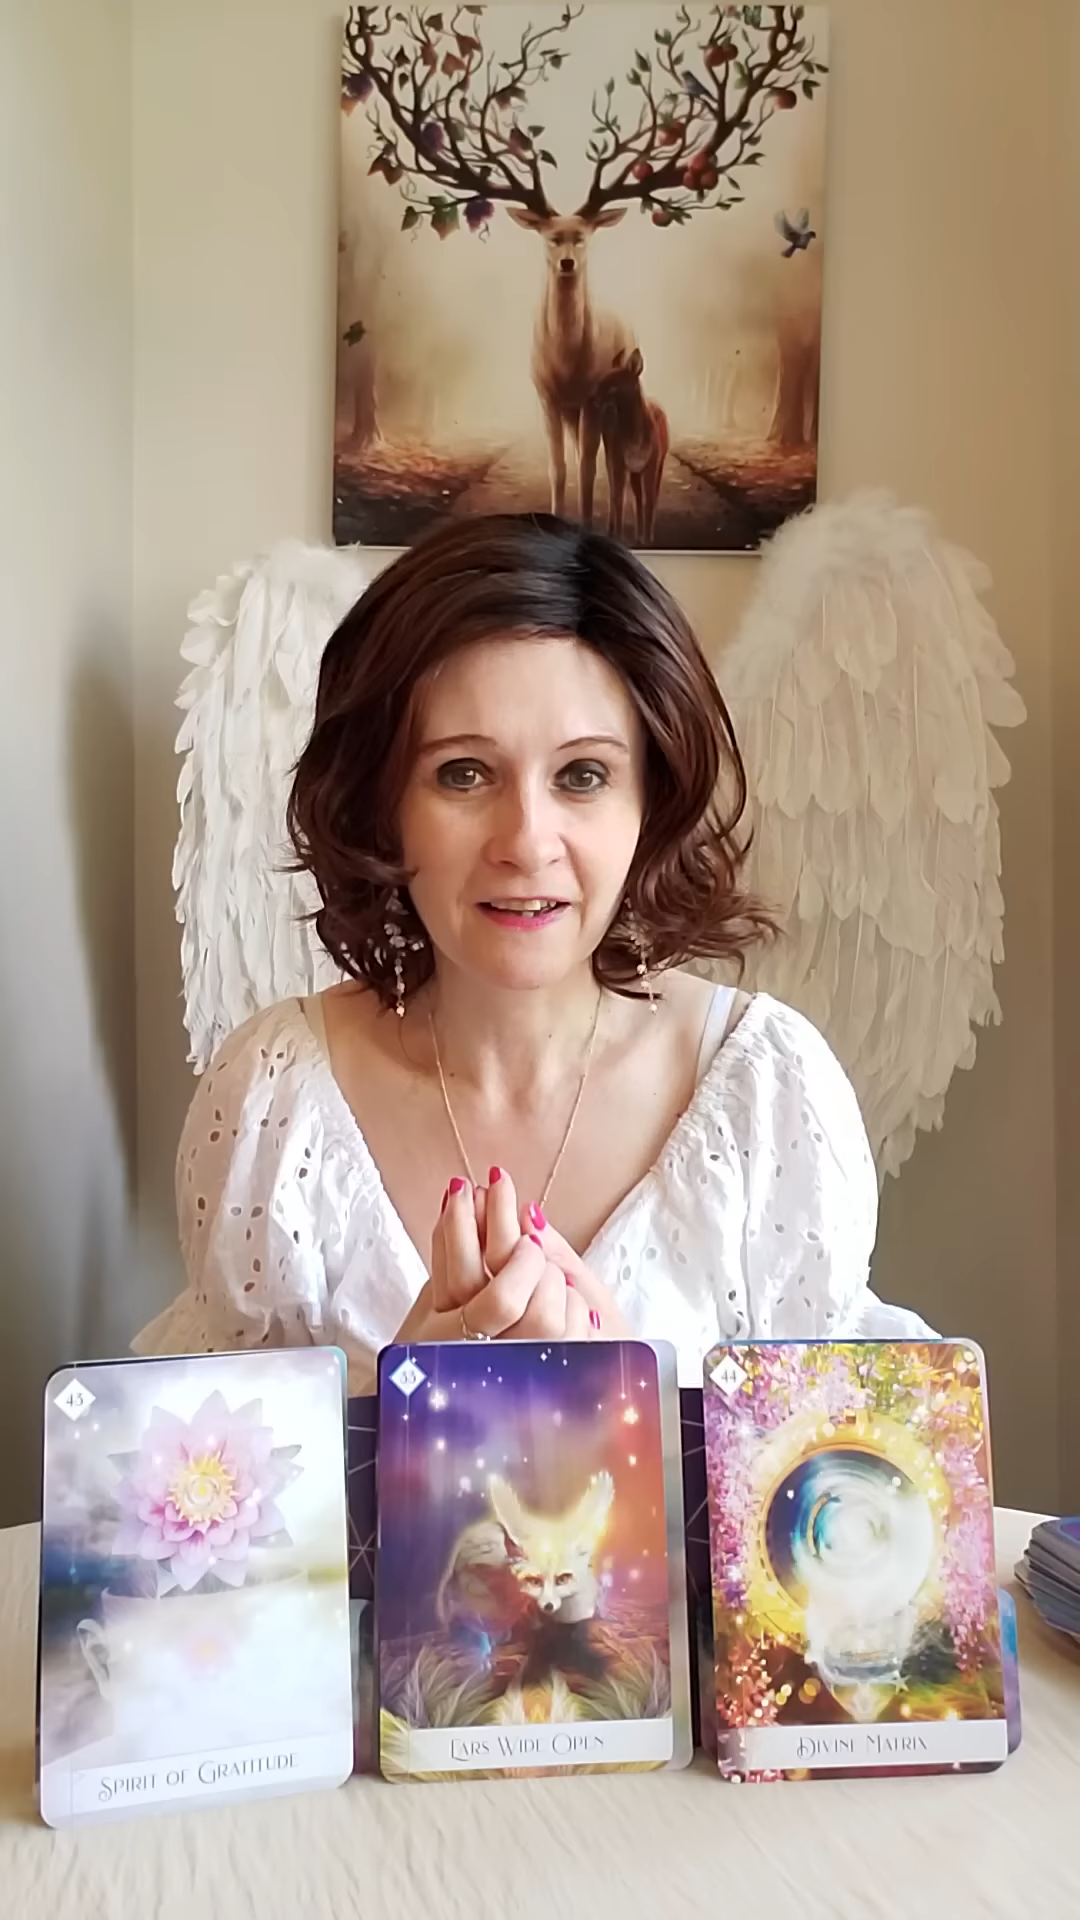 43
SPIRIT OF GRATITUDE
33
EARS WIDE OPEN
44
DIVINE MATRIX